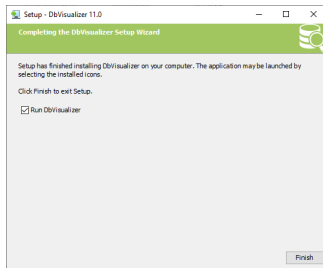 Setup - DbVisualizer 11.0
Completing the DbVisualizer Setup Wizard
Setup has finished installing DbVisualizer on your computer. The application may be launched by
selecting the installed icons.
Click Finish to exit Setup.
Run DbVisualizer
Finish